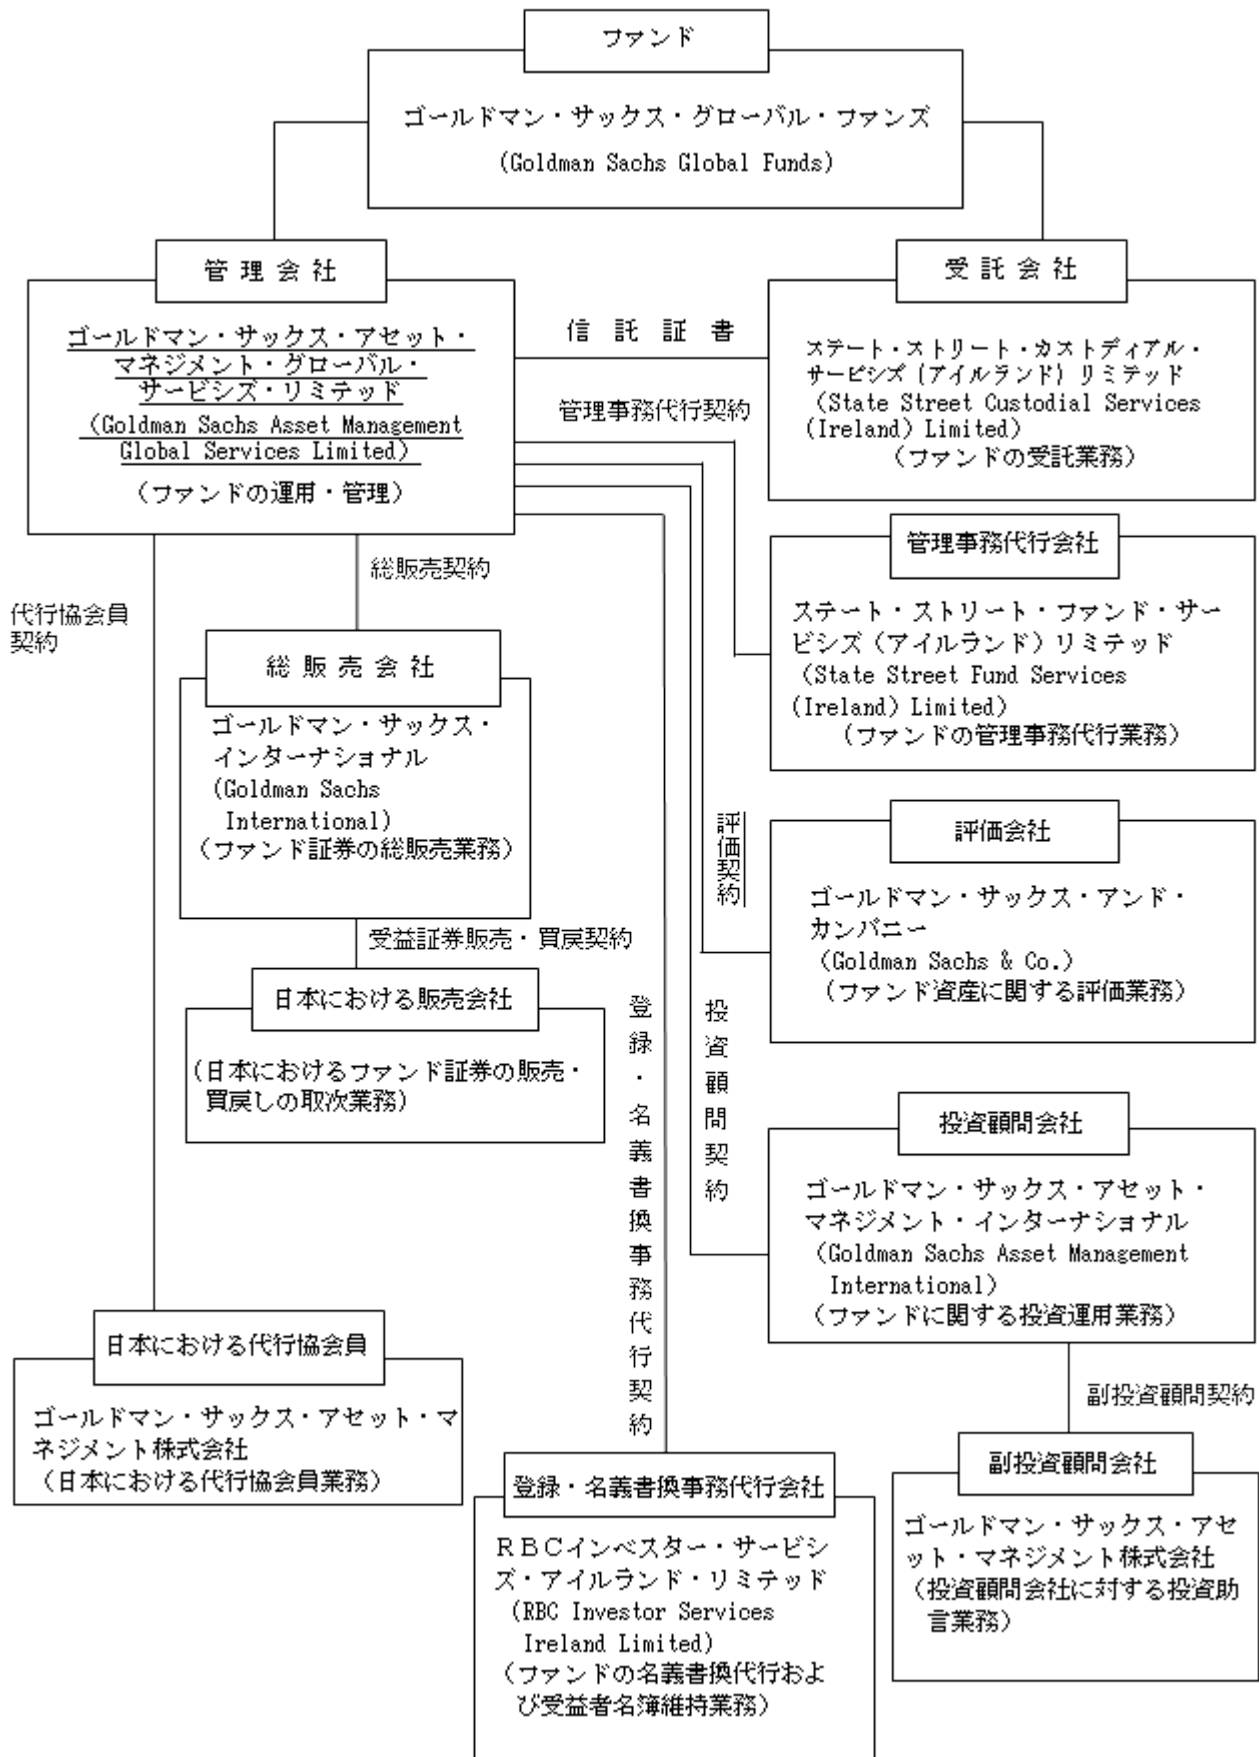 ファンド
ゴールドマン・サックス・グローバル・ファンズ
(Goldman Sachs Global Funds)
管 理 会 社
ゴールドマン・サックス・アセット・
マネジメント・グローバル・
サービシズ・リミテッド
(Goldman Sachs Asset Management
Global Services Limited)
(ファンドの運用・管理)
信 託 証 書
管理事務代行契約
受 託 会 社
ステート・ストリート・カストディアル・
サービシズ(アイルランド)リミテッド
(State Street Custodial Services
(Ireland) Limited)
(ファンドの受託業務)
管理事務代行会社
ステート・ストリート・ファンド・サー
ビシズ(アイルランド)リミテッド
(State Street Fund Services
(Ireland) Limited)
(ファンドの管理事務代行業務)
代行協会員
契約
総販売契約
総 販 売 会 社
ゴールドマン・サックス・
インターナショナル
(Goldman Sachs
International)
(ファンド証券の総販売業務)
受益証券販売・買戻契約
日本における販売会社
(日本におけるファンド証券の販売・
買戻しの取次業務)
評価契約
評価会社
ゴールドマン・サックス・アンド・
カンパニー
(Goldman Sachs & Co.)
(ファンド資産に関する評価業務)
登録・名義書換事務代行契約
投資顧問契約
投資顧問会社
ゴールドマン・サックス・アセット・
マネジメント・インターナショナル
(Goldman Sachs Asset Management
International)
(ファンドに関する投資運用業務)
日本における代行協会員
ゴールドマン・サックス・アセット・マ
ネジメント株式会社
(日本における代行協会員業務)
登録・名義書換事務代行会社
RBCインベスター・サービシ
ズ・アイルランド・リミテッド
(RBC Investor Services
Ireland Limited)
(ファンドの名義書換代行およ
び受益者名簿維持業務)
副投資顧問契約
副投資顧問会社
ゴールドマン・サックス・アセ
ット・マネジメント株式会社
(投資顧問会社に対する投資助
言業務)